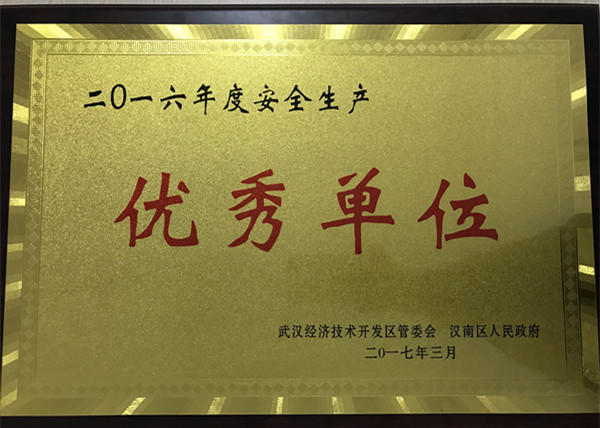 二〇一六年度安全生产
优秀单位
武汉经济技术开发区管委会 汉南区人民政府
二〇一七年三月